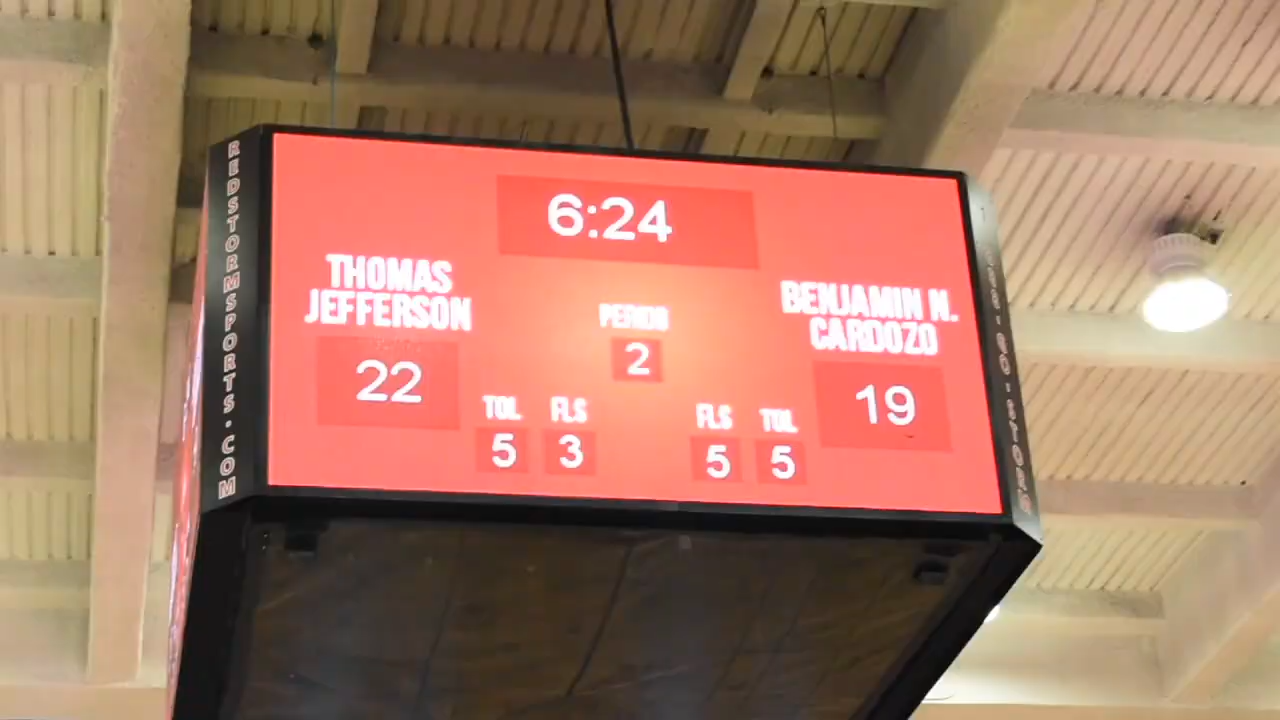 REDSTORMSPORTS.COM
6:24
THOMAS
JEFFERSON
22
PERIOD
2
BENJAMIN N.
CARDOZO
19
TOL FLS
5 3
FLS TOL
5 5